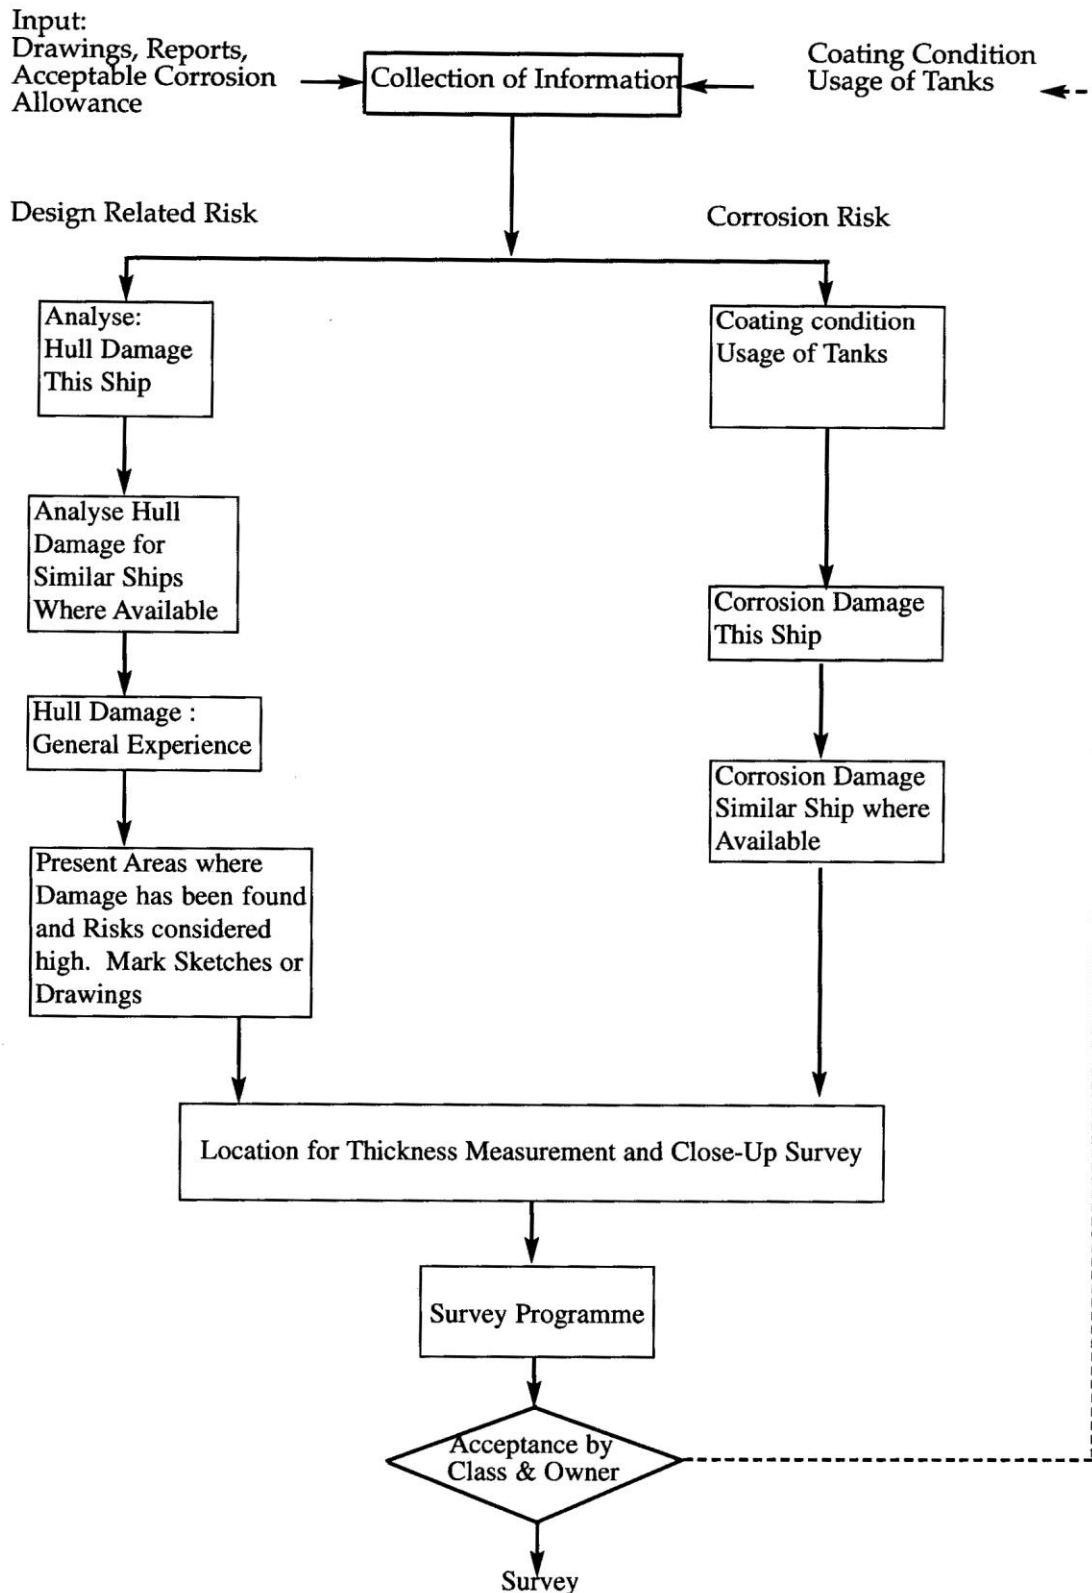 Input:
Drawings, Reports,
Acceptable Corrosion
Allowance
Collection of Information
Coating Condition
Usage of Tanks
Design Related Risk
Corrosion Risk
Analyse:
Hull Damage
This Ship
Analyse Hull
Damage for
Similar Ships
Where Available
Hull Damage :
General Experience
Present Areas where
Damage has been found
and Risks considered
high. Mark Sketches or
Drawings
Coating condition
Usage of Tanks
Corrosion Damage
This Ship
Corrosion Damage
Similar Ship where
Available
Location for Thickness Measurement and Close-Up Survey
Survey Programme
Acceptance by
Class & Owner
Survey